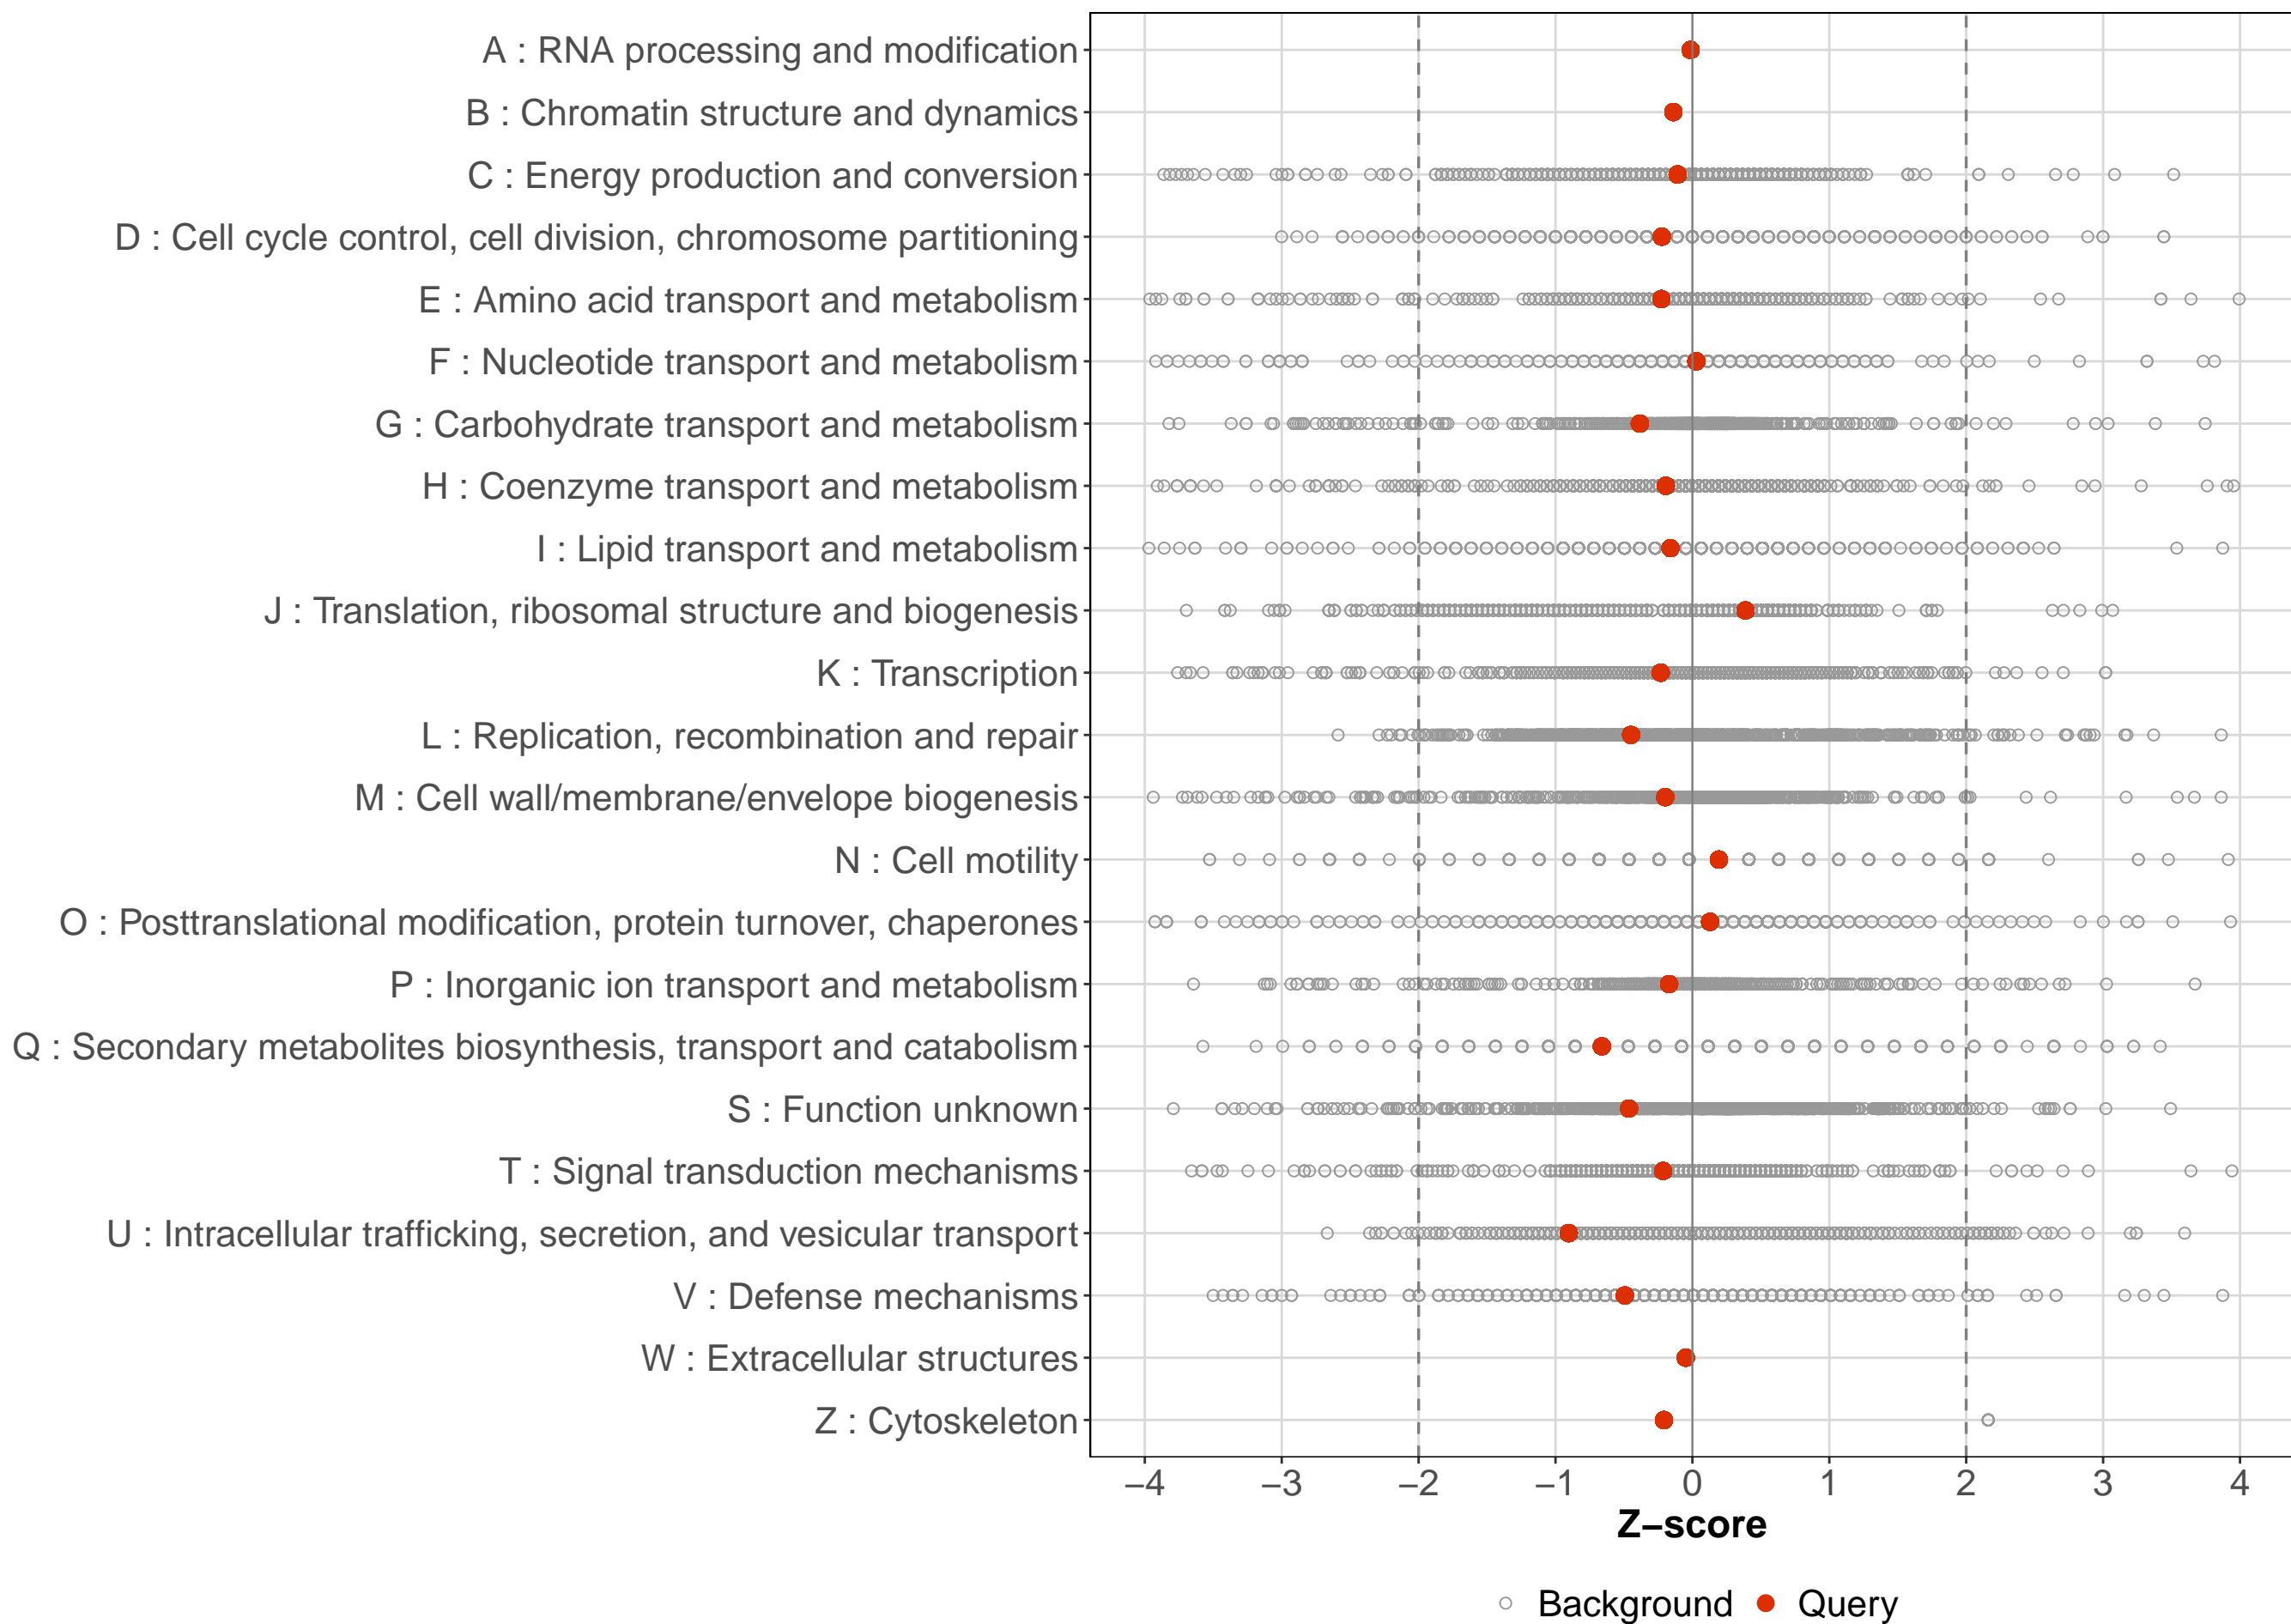 A : RNA processing and modification
B : Chromatin structure and dynamics
C : Energy production and conversion
D : Cell cycle control, cell division, chromosome partitioning
E : Amino acid transport and metabolism
F : Nucleotide transport and metabolism
G : Carbohydrate transport and metabolism
H : Coenzyme transport and metabolism
I : Lipid transport and metabolism
J : Translation, ribosomal structure and biogenesis
K : Transcription
L : Replication, recombination and repair
M : Cell wall/membrane/envelope biogenesis
N : Cell motility
O : Posttranslational modification, protein turnover, chaperones
P : Inorganic ion transport and metabolism
Q : Secondary metabolites biosynthesis, transport and catabolism
S : Function unknown
T : Signal transduction mechanisms
U : Intracellular trafficking, secretion, and vesicular transport
V : Defense mechanisms
W : Extracellular structures
Z : Cytoskeleton
−4 −3 −2 −1 0 1 2 3 4
Z−score
Background Query